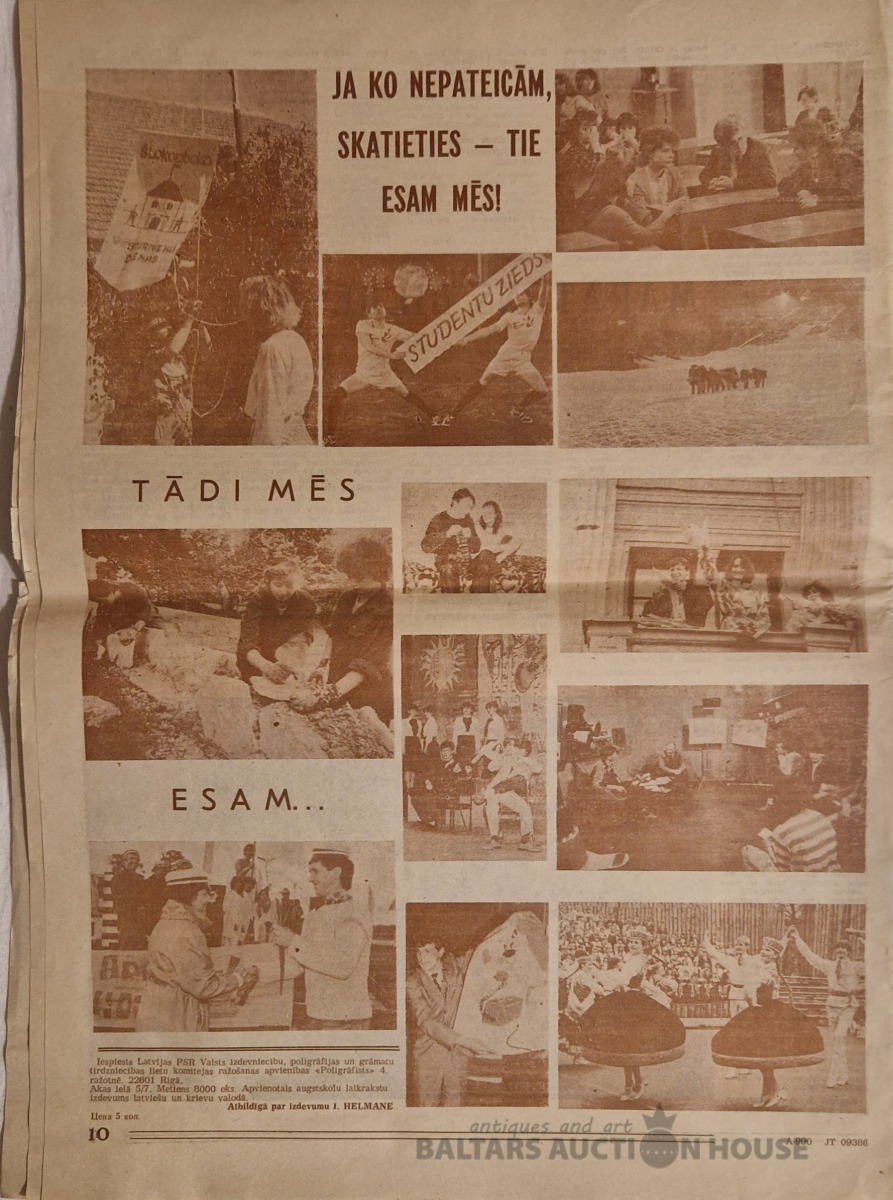 JA KO NEPATEICĀM,
SKATIETIES — TIE
ESAM MĒS!
STUDENTU ZIEDS
TĀDI MĒS
ESAM...
Iespiests Latvijas PSR Valsts izdevniecību, poligrāfijas un grāmatu
tirdzniecības lietu komitejas ražošanas apvienības «Poligrāfists» 4.
ražotnē. 22601 Rīgā,
Akas ielā 5/7. Metiens 8000 eks. Apvienotais augstskolu laikrakstu
izdevums latviešu un krievu valodā.
Atbildīgā par izdevumu I. HELMANE
Цена 5 коп.
10
JT 09386
antiques and art
BALTARS AUCTION HOUSE